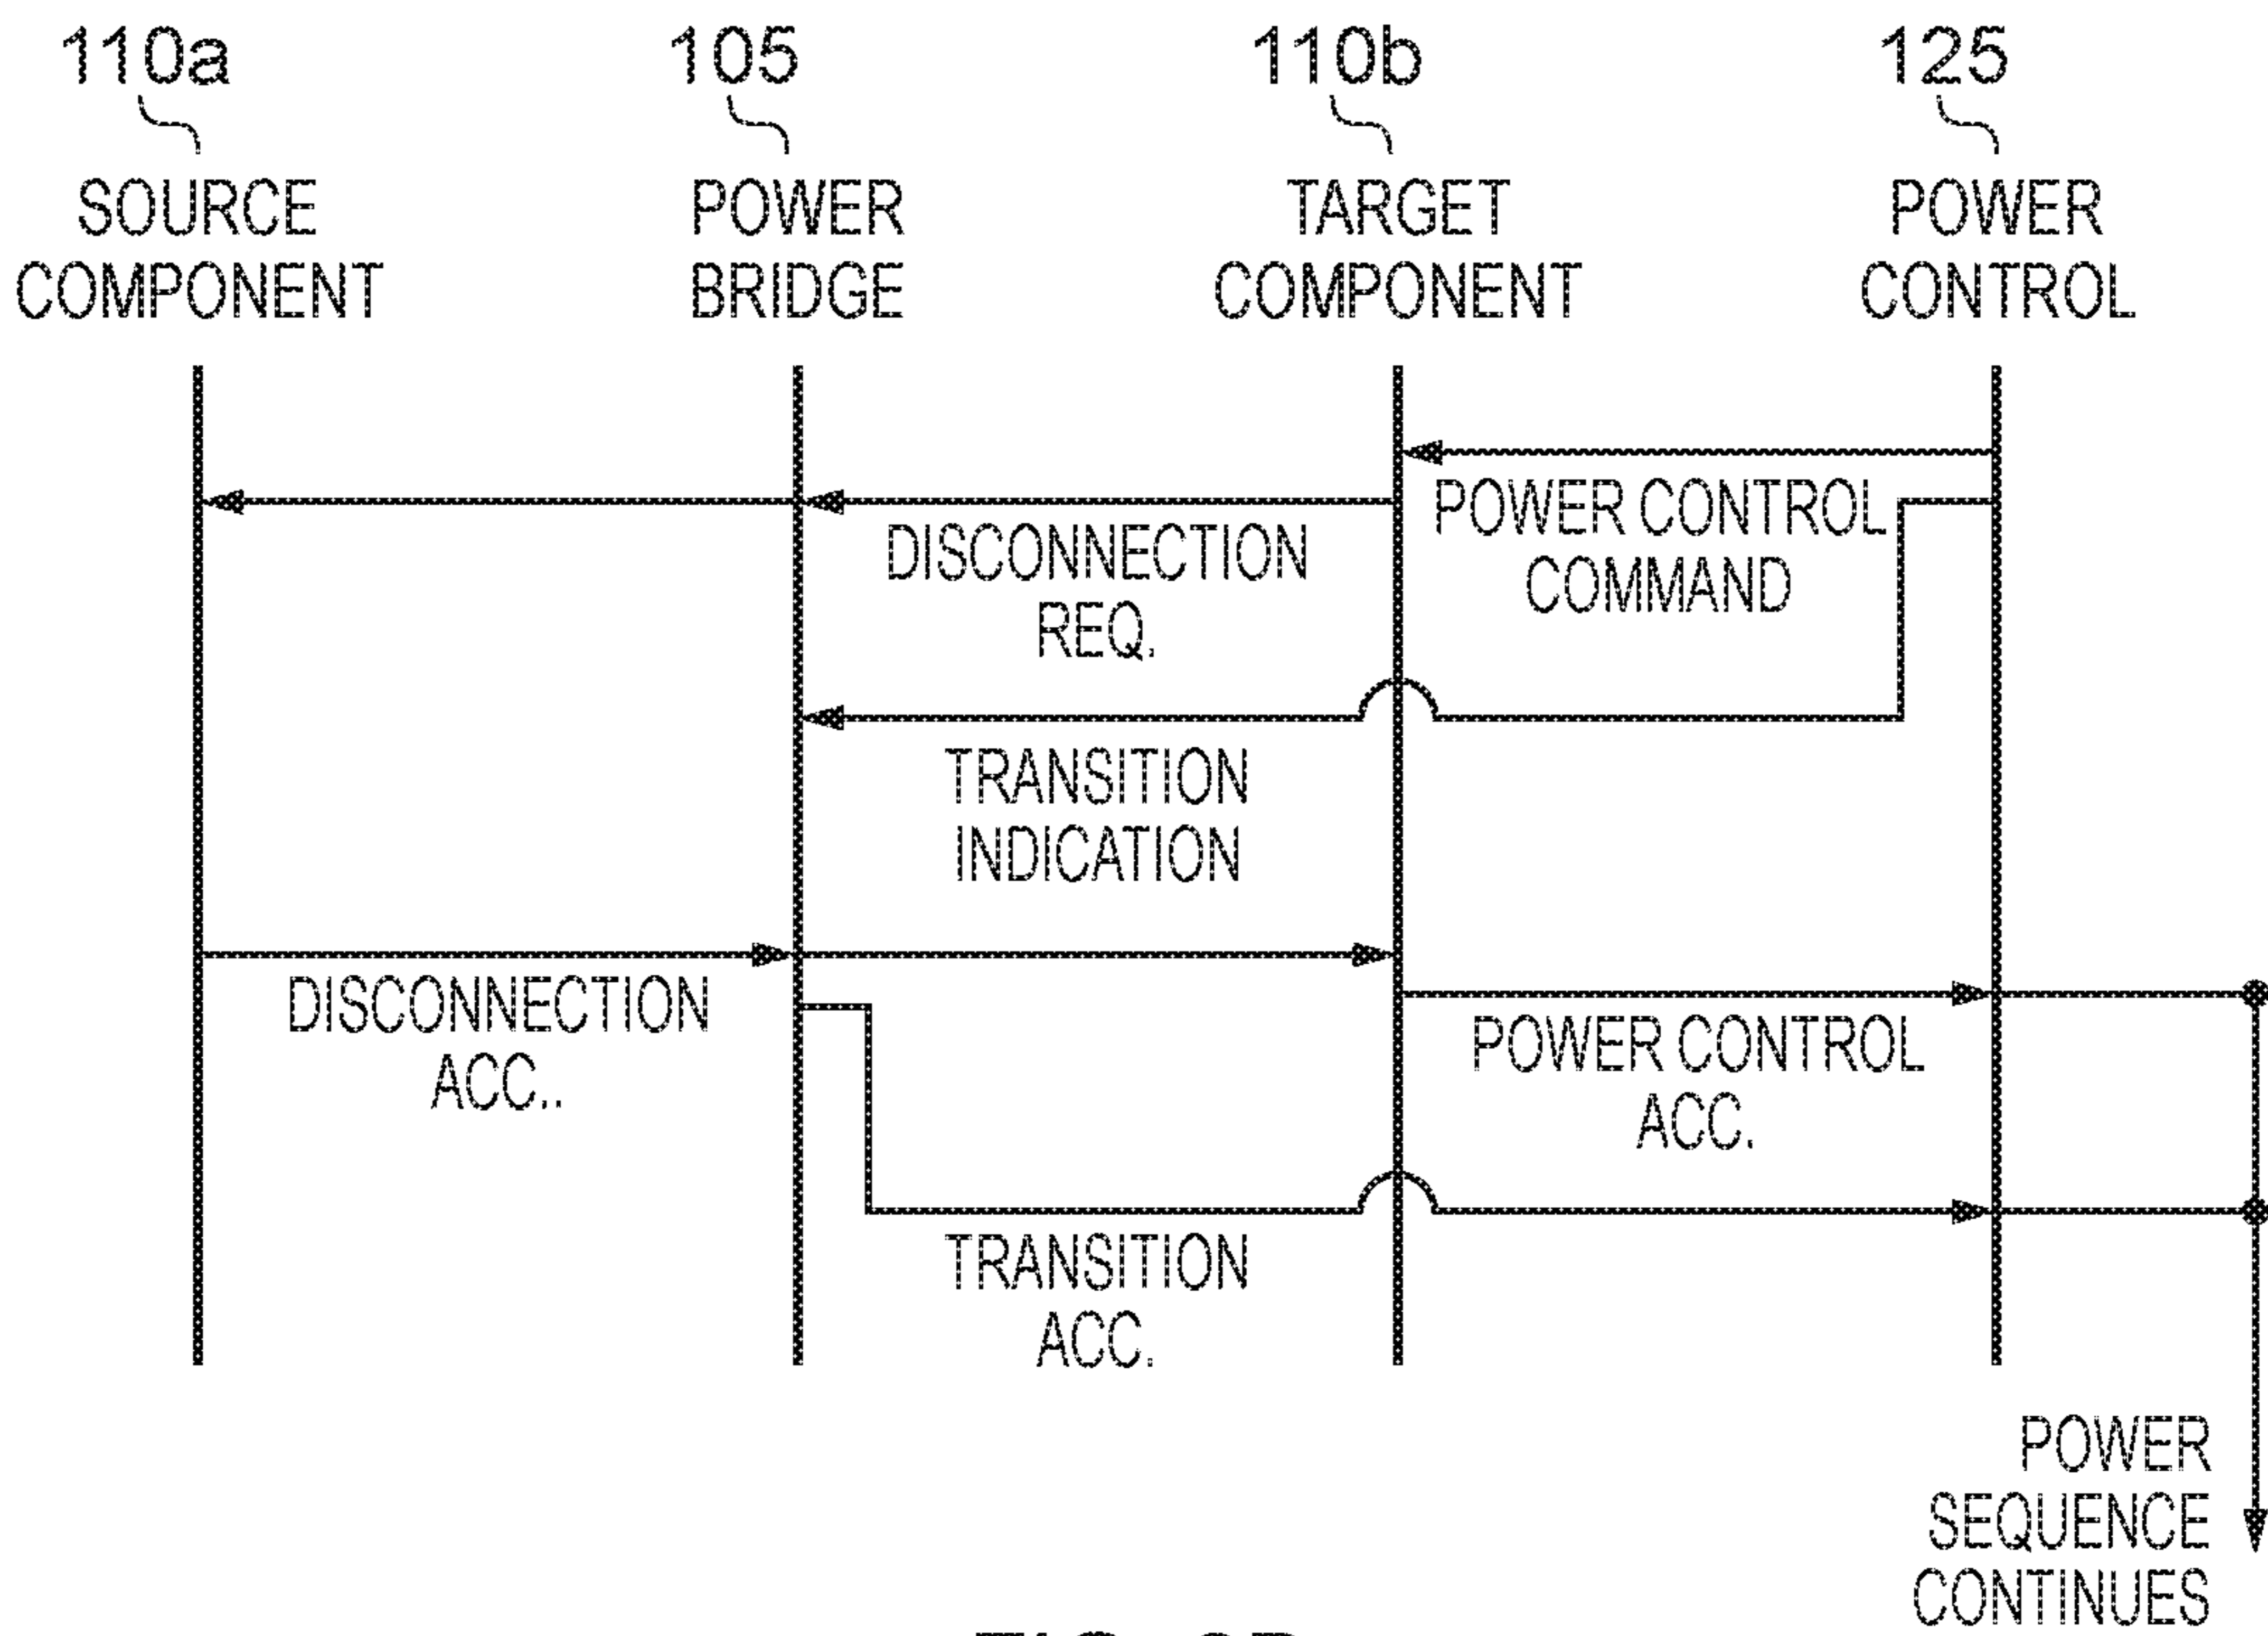 110a
105
110b
125
SOURCE
COMPONENT
POWER
BRIDGE
TARGET
COMPONENT
POWER
CONTROL
POWER CONTROL
COMMAND
DISCONNECTION
REQ.
TRANSITION
INDICATION
DISCONNECTION
ACC..
POWER CONTROL
ACC.
TRANSITION
ACC.
POWER
SEQUENCE
CONTINUES